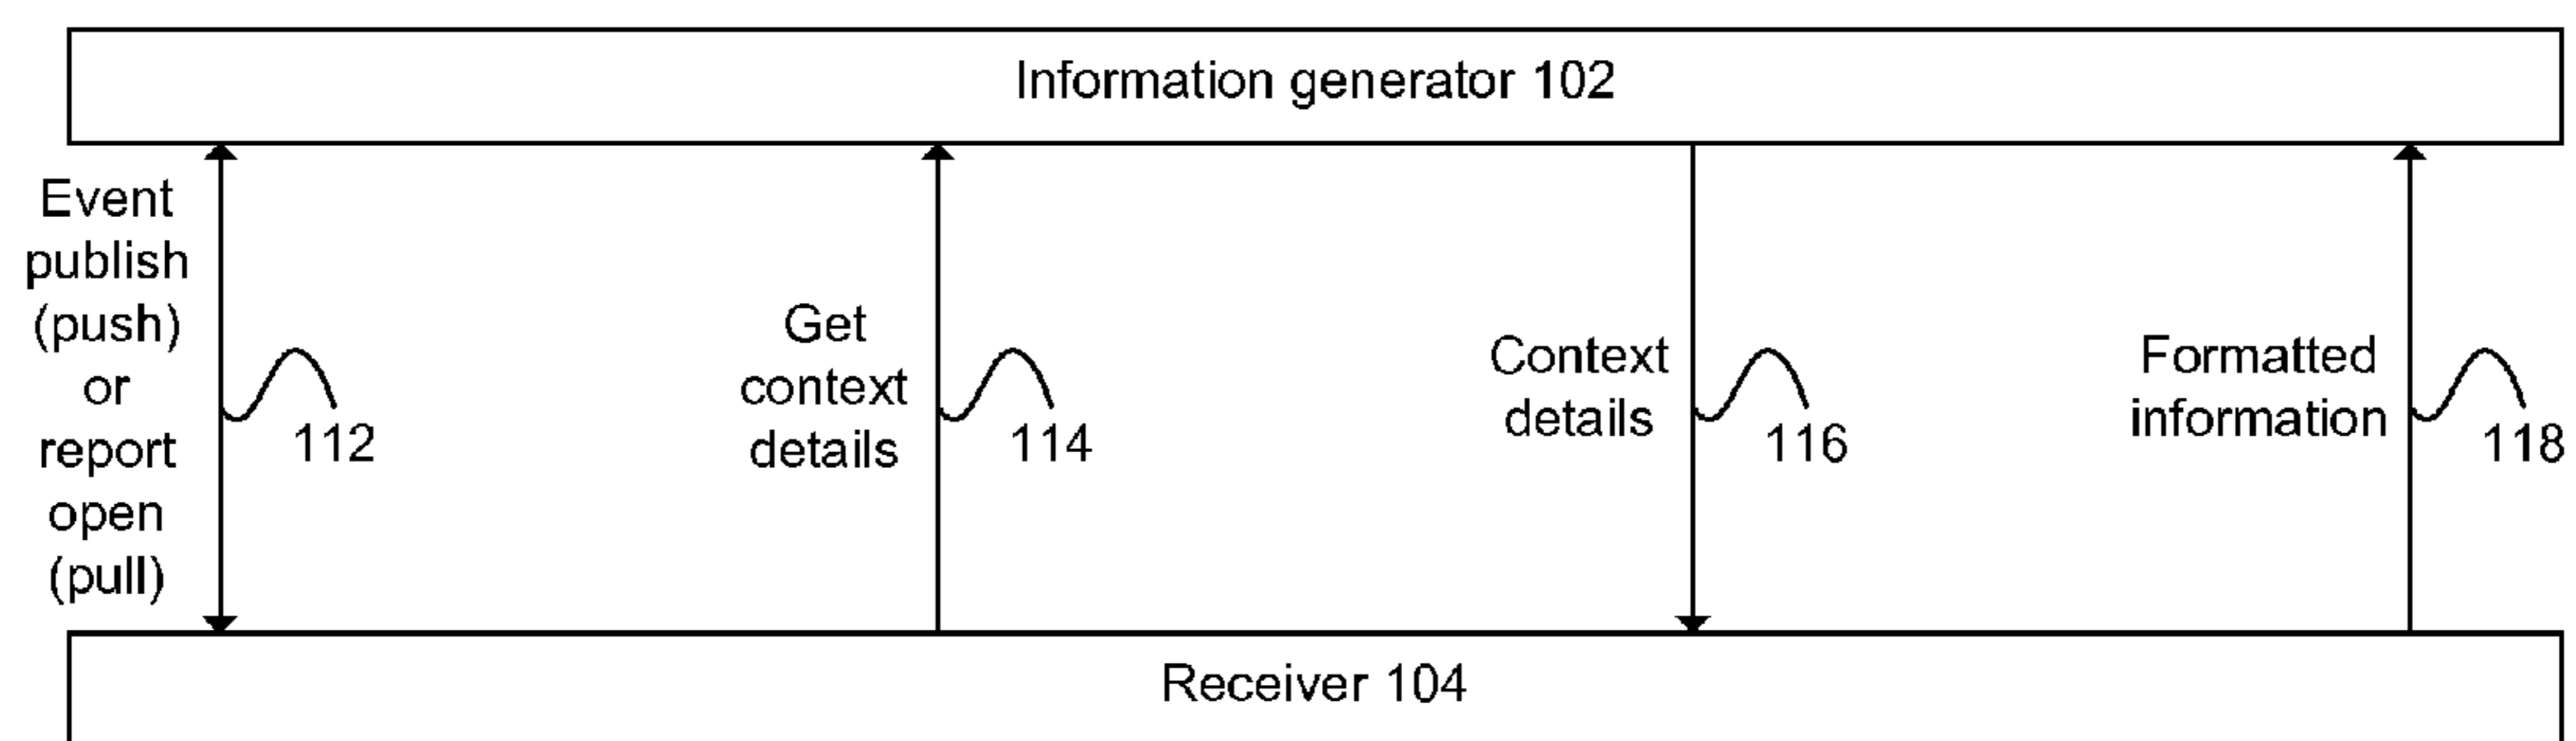 Information generator 102
Event
publish
(push)
or
report
open
(pull)
112
Get
context
details
114
Context
details
116
Formatted
information
118
Receiver 104